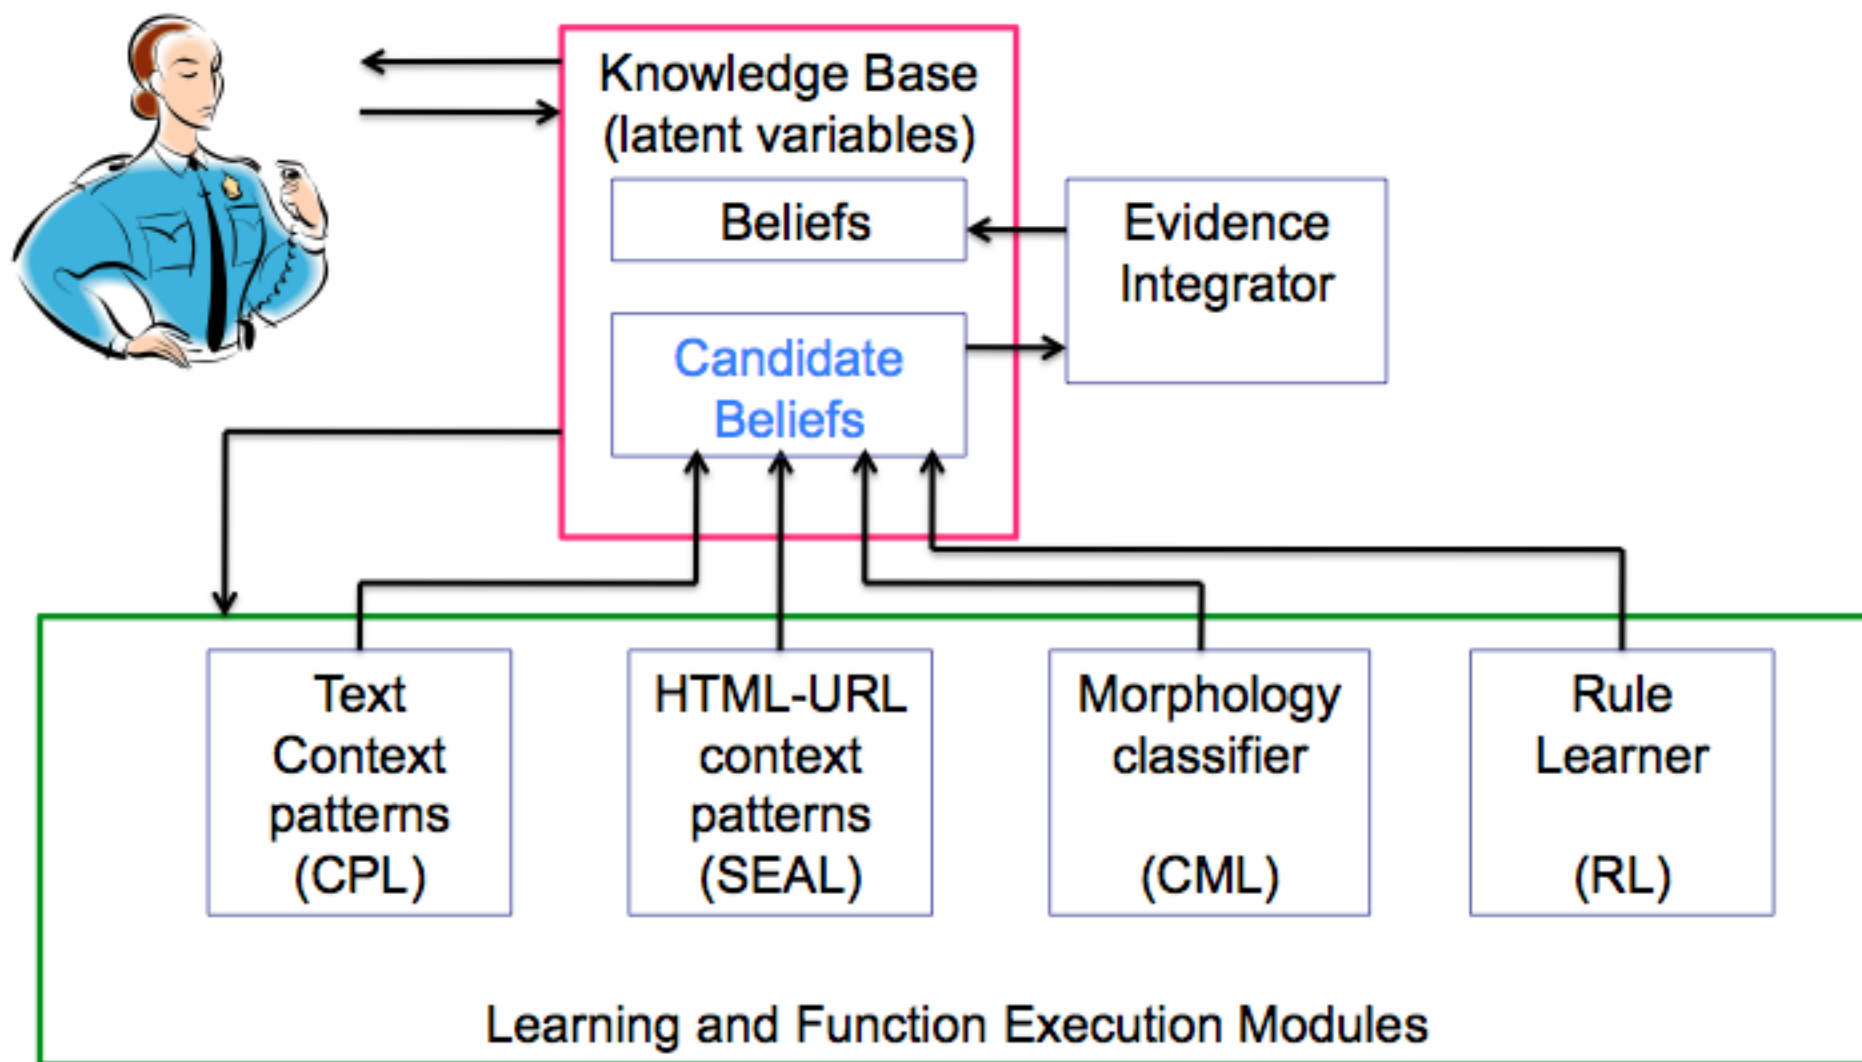 Knowledge Base
(latent variables)
Beliefs
Evidence
Integrator
Candidate
Beliefs
Text
Context
patterns
(CPL)
HTML-URL
context
patterns
(SEAL)
Morphology
classifier
(CML)
Rule
Learner
(RL)
Learning and Function Execution Modules